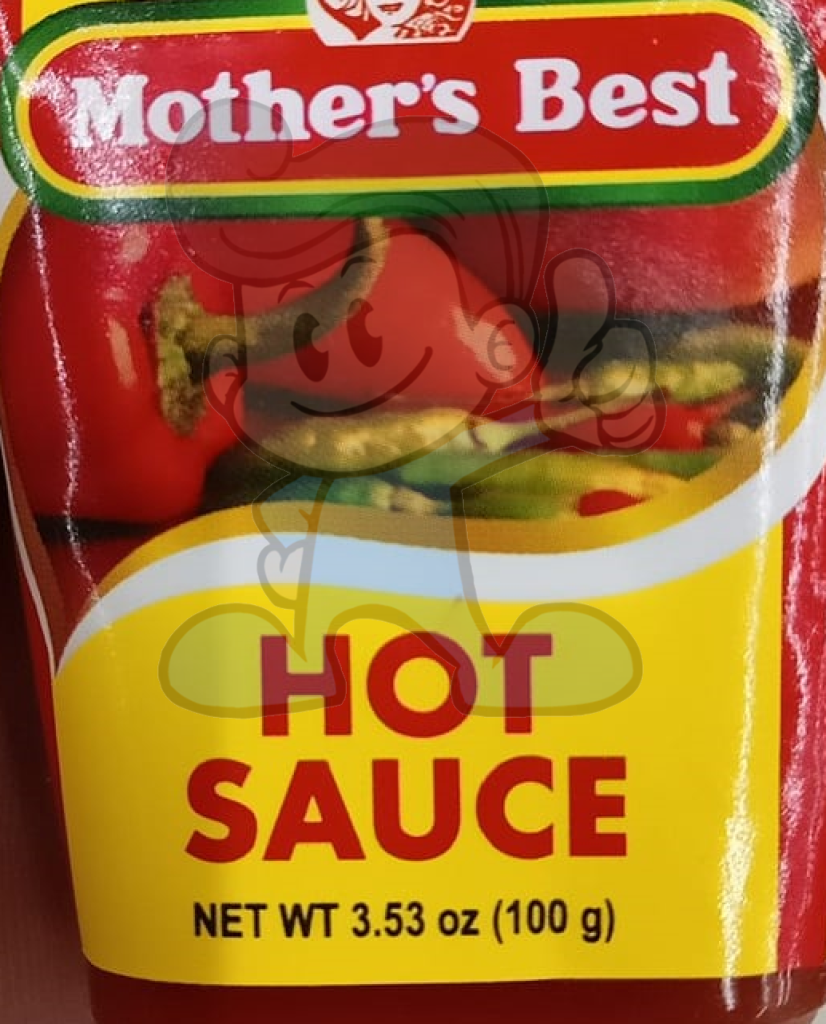 Mother's Best
HOT
SAUCE
NET WT 3.53 oz (100 g)